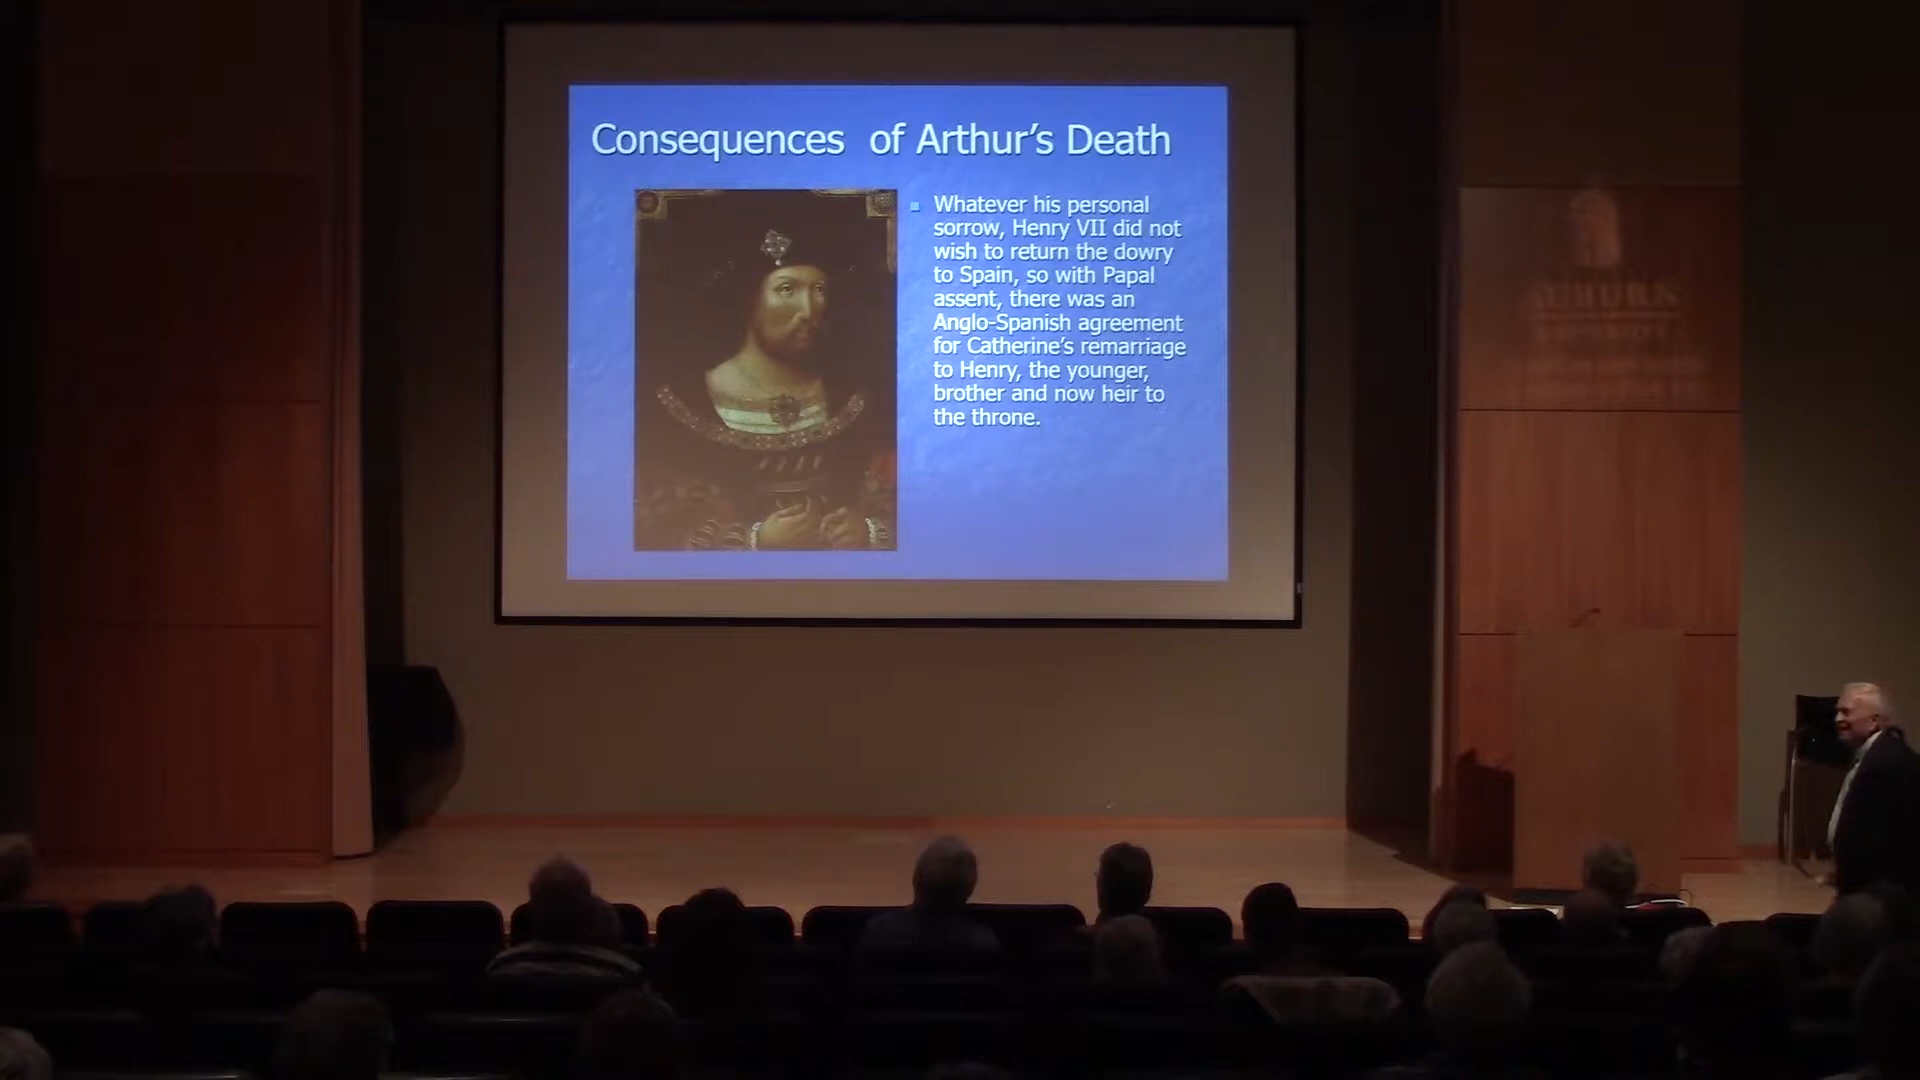 Consequences of Arthur's Death
Whatever his personal
sorrow, Henry VII did not
wish to return the dowry
to Spain, so with Papal
assent, there was an
Anglo-Spanish agreement
for Catherine's remarriage
to Henry, the younger,
brother and now heir to
the throne.
AUBURN
UNIVERSITY